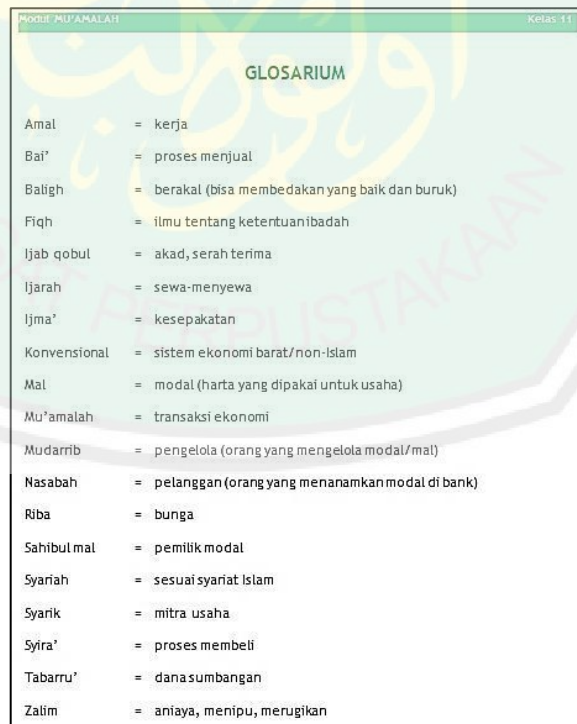 Modul MU'AMALAH Kelas 11
GLOSARIUM
Amal = kerja
Bai' = proses menjual
Baligh = berakal (bisa membedakan yang baik dan buruk)
Fiqh = ilmu tentang ketentuan ibadah
Ijab qobul = akad, serah terima
Ijarah = sewa-menyewa
Ijma' = kesepakatan
Konvensional = sistem ekonomi barat/non-Islam
Mal = modal (harta yang dipakai untuk usaha)
Mu'amalah = transaksi ekonomi
Mudarrib = pengelola (orang yang mengelola modal/mal)
Nasabah = pelanggan (orang yang menanamkan modal di bank)
Riba = bunga
Sahibul mal = pemilik modal
Syariah = sesuai syariat Islam
Syarik = mitra usaha
Syira' = proses membeli
Tabarru' = dana sumbangan
Zalim = aniaya, menipu, merugikan
PERPUSTAKAAN